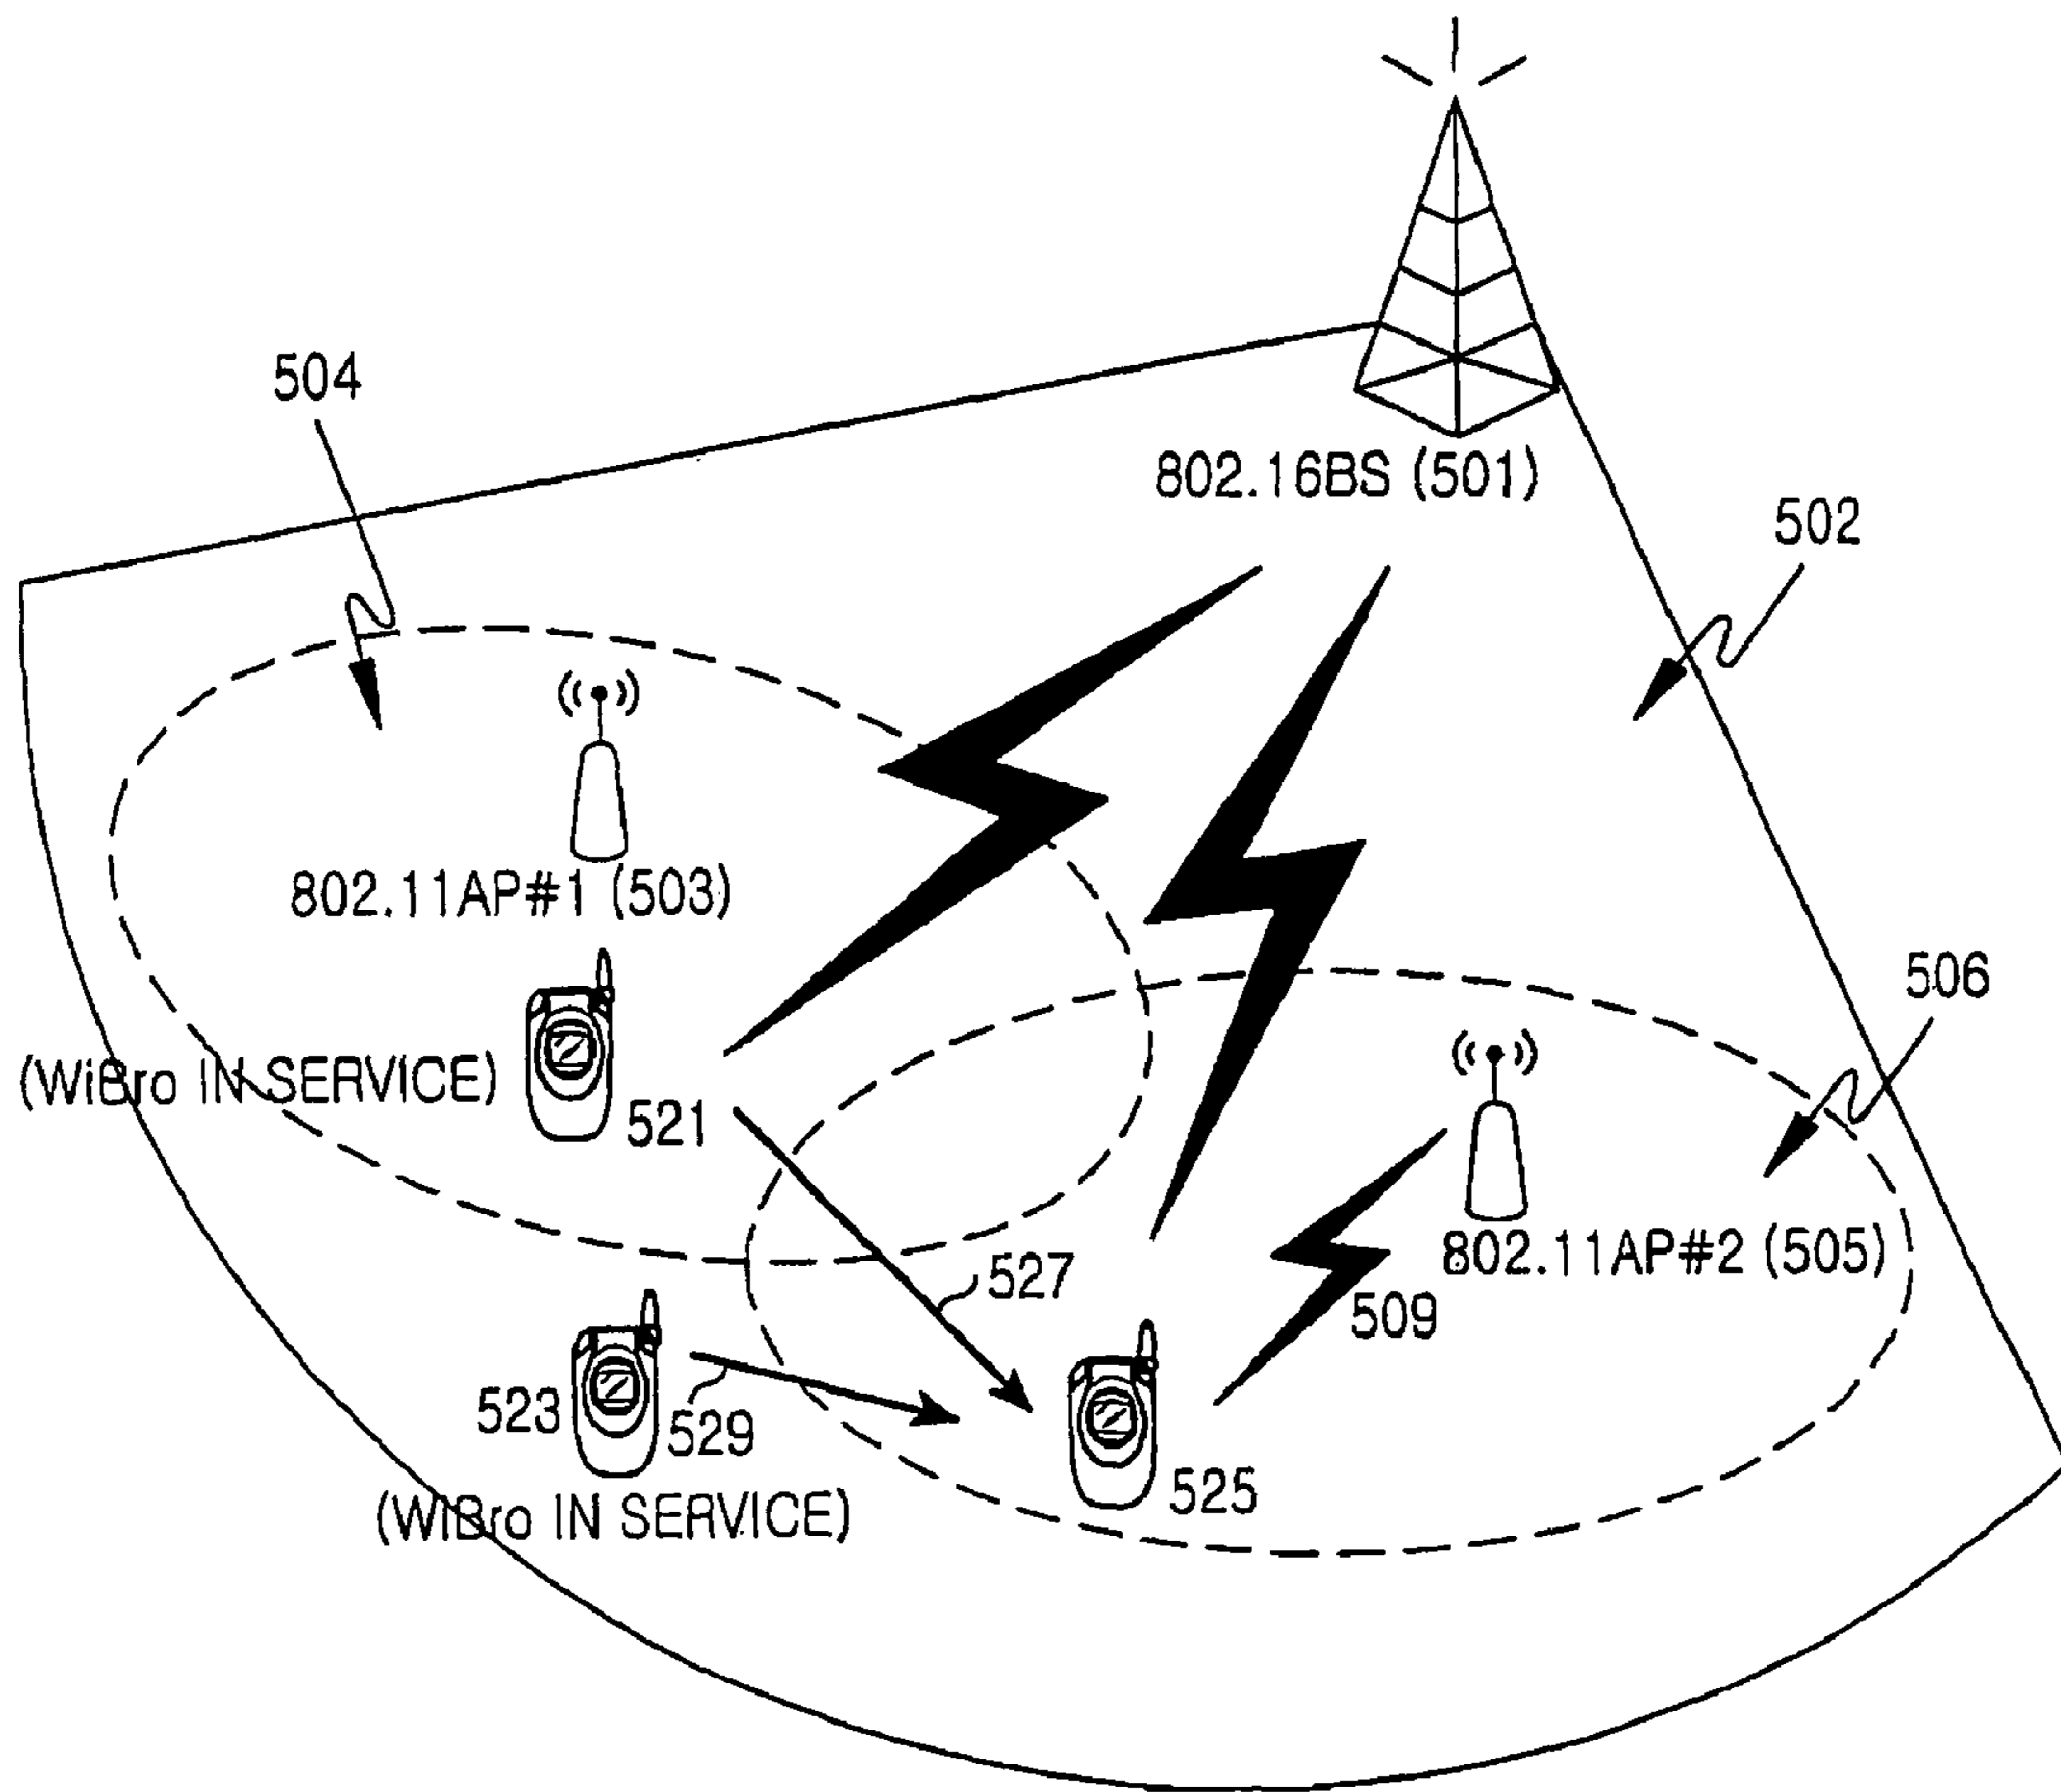 504
802.16BS (501)
502
802.11AP#1 (503)
506
(WiBro IN SERVICE)
521
802.11AP#2 (505)
527
509
523
529
525
(WiBro IN SERVICE)